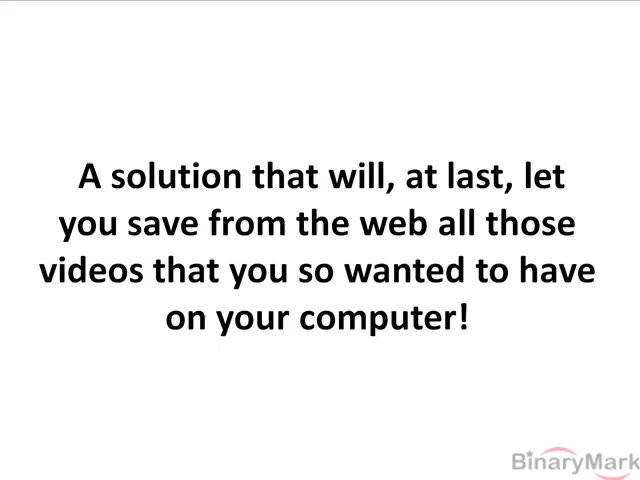 A solution that will, at last, let
you save from the web all those
videos that you so wanted to have
on your computer!
BinaryMark